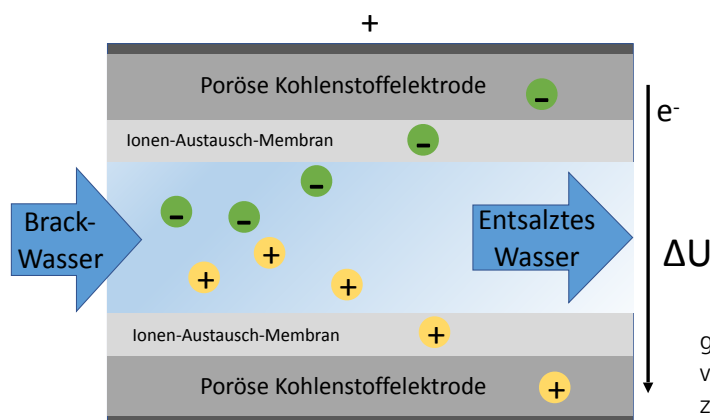 +
Poröse Kohlenstoffelektrode
-
e-
Ionen-Austausch-Membran
-
-
-
-
Brack-
Wasser
Entsalztes
Wasser
+
+
+
ΔU
Ionen-Austausch-Membran
+
g
v
z
Poröse Kohlenstoffelektrode
+